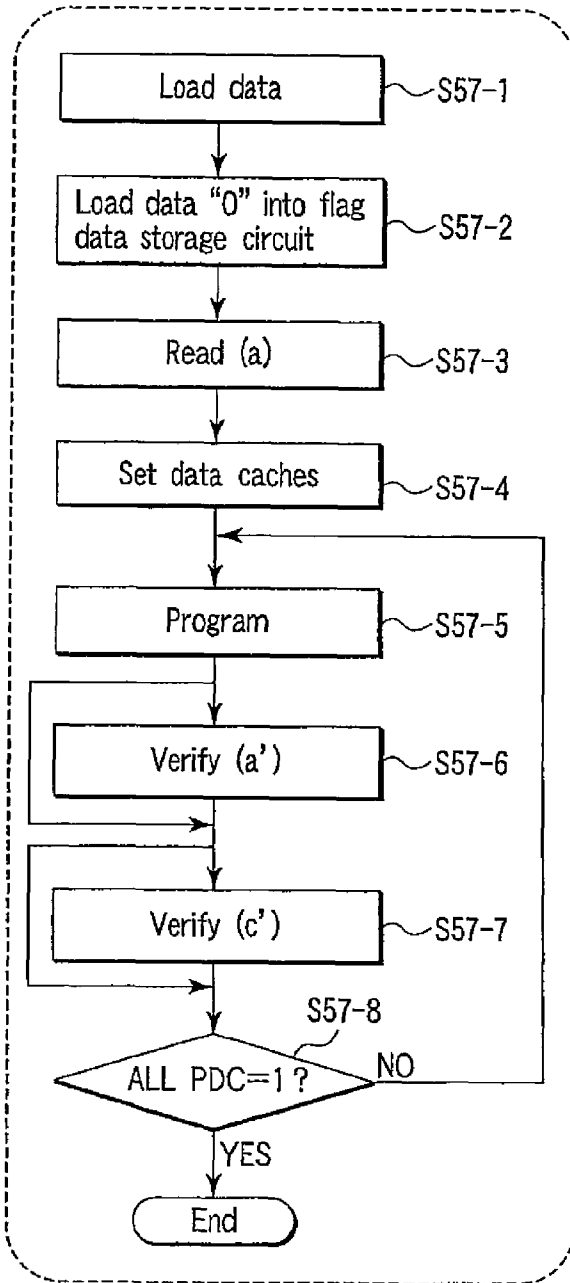 Load data
S57-1
Load data “0” into flag
data storage circuit
S57-2
Read (a)
S57-3
Set data caches
S57-4
Program
S57-5
Verify (a’)
S57-6
Verify (c’)
S57-7
S57-8
ALL PDC=1 ?
NO
YES
End